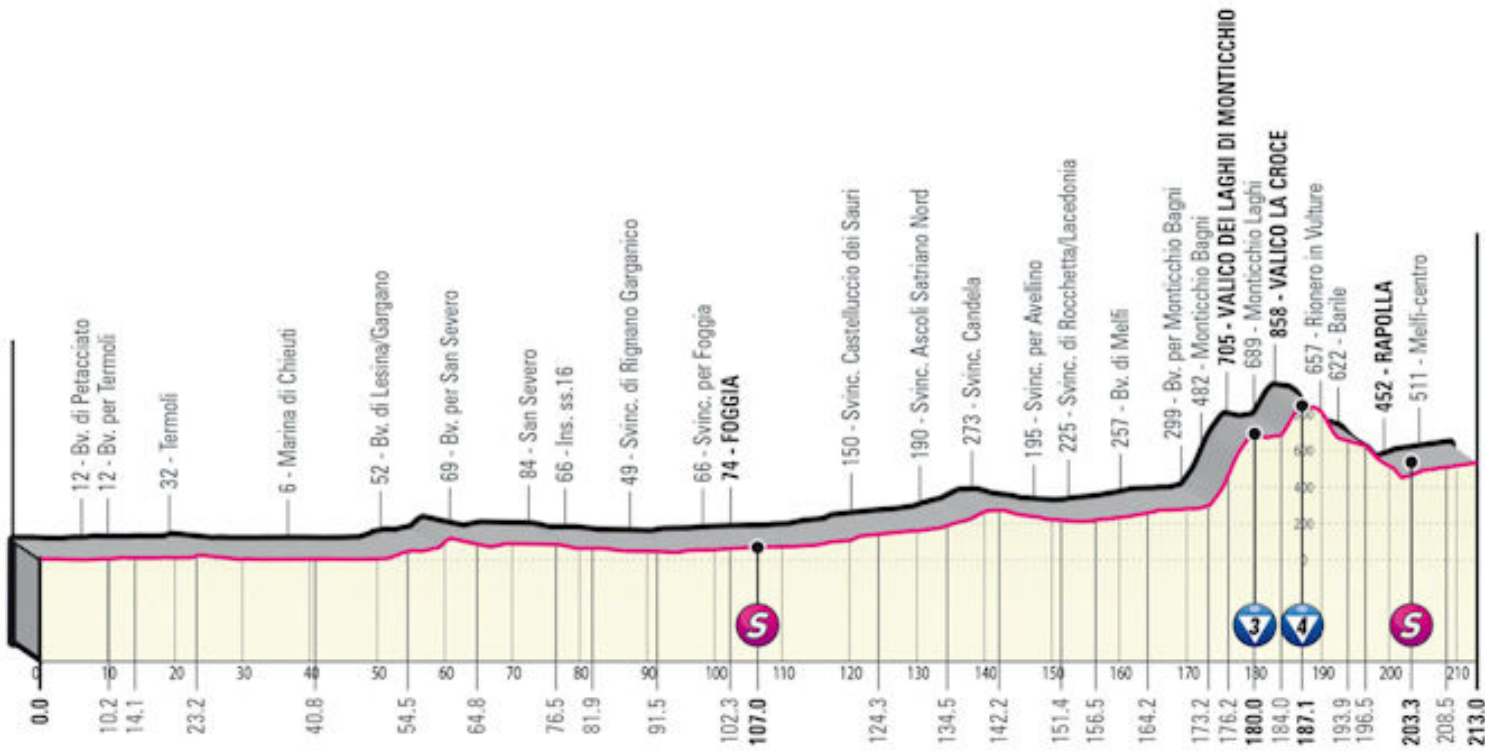 12 - Bv. di Petacciato
12 - Bv. per Termoli
32 - Termoli
6 - Marina di Chieuti
52 - Bv. di Lesina/Gargano
69 - Bv. per San Severo
84 - San Severo
66 - Ins. ss.16
49 - Svinc. di Rignano Garganico
66 - Svinc. per Foggia
74 - FOGGIA
150 - Svinc. Castelluccio dei Sauri
190 - Svinc. Ascoli Satriano Nord
273 - Svinc. Candela
195 - Svinc. per Avellino
225 - Svinc. di Rocchetta/Lacedonia
257 - Bv. di Melfi
299 - Bv. per Monticchio Bagni
482 - Monticchio Bagni
705 - VALICO DEI LAGHI DI MONTICCHIO
689 - Monticchio Laghi
858 - VALICO LA CROCE
657 - Rionero in Vulture
622 - Barile
452 - RAPOLLA
511 - Melfi-centro
600
400
200
0
S
3
4
S
0 10 20 30 40 50 60 70 80 90 100 110 120 130 140 150 160 170 180 190 200 210
0.0
10.2
14.1
23.2
40.8
54.5
64.8
76.5
81.9
91.5
102.3
107.0
124.3
134.5
142.2
151.4
156.5
164.2
173.2
176.2
180.0
184.0
187.1
193.9
196.5
203.3
208.5
213.0